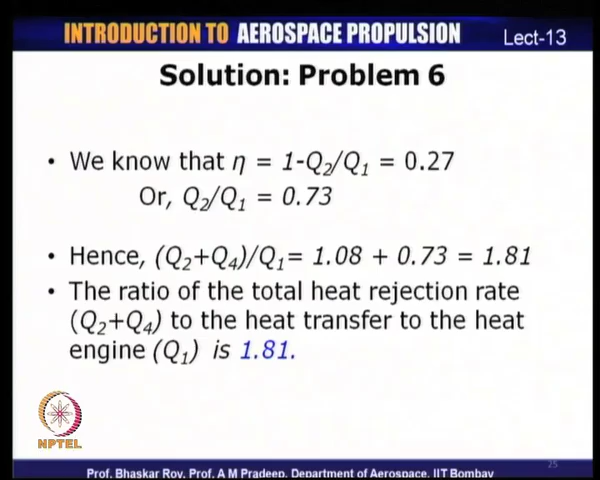 INTRODUCTION TO AEROSPACE PROPULSION Lect-13
Solution: Problem 6
• We know that η = 1-Q₂/Q₁ = 0.27
Or, Q₂/Q₁ = 0.73
• Hence, (Q₂+Q₄)/Q₁= 1.08 + 0.73 = 1.81
• The ratio of the total heat rejection rate
(Q₂+Q₄) to the heat transfer to the heat
engine (Q₁) is 1.81.
NPTEL
25
Prof. Bhaskar Roy, Prof. A M Pradeep, Department of Aerospace, IIT Bombay